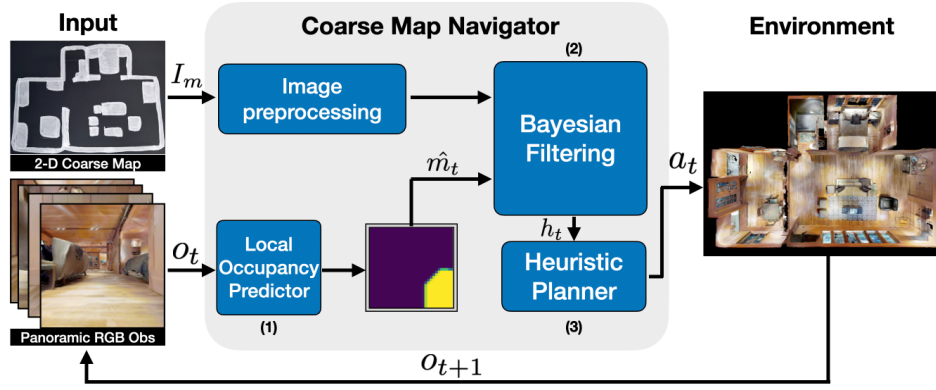 Input
Coarse Map Navigator
Environment
I_m
Image
preprocessing
(2)
Bayesian
Filtering
2-D Coarse Map
\hat{m}_t
a_t
o_t
Local
Occupancy
Predictor
(1)
h_t
Heuristic
Planner
(3)
Panoramic RGB Obs
o_{t+1}